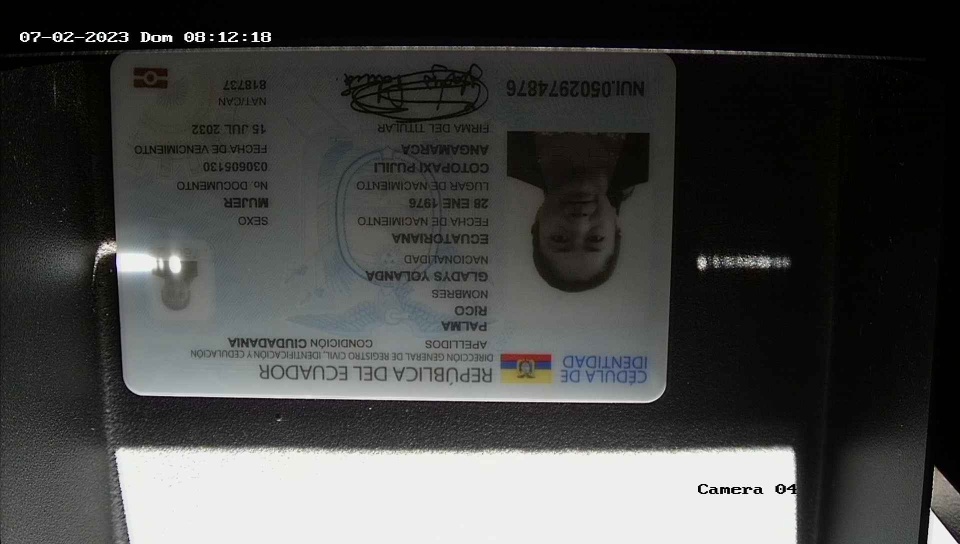 07-02-2023 Dom 08:12:18
CÉDULA DE
IDENTIDAD
REPÚBLICA DEL ECUADOR
DIRECCIÓN GENERAL DE REGISTRO CIVIL IDENTIFICACIÓN Y CEDULACIÓN
APELLIDOS
CONDICIÓN CIUDADANIA
PALMA
RICO
NOMBRES
GLADYS YOLANDA
NACIONALIDAD
ECUATORIANA
FECHA DE NACIMIENTO
28 ENE 1976
LUGAR DE NACIMIENTO
COTOPAXI PUJILI
ANGAMARCA
FIRMA DEL TITULAR
SEXO
MUJER
No. DOCUMENTO
030605130
FECHA DE VENCIMIENTO
15 JUL 2032
NAT/CAN
818737
NUI.0502974876
Camera 04